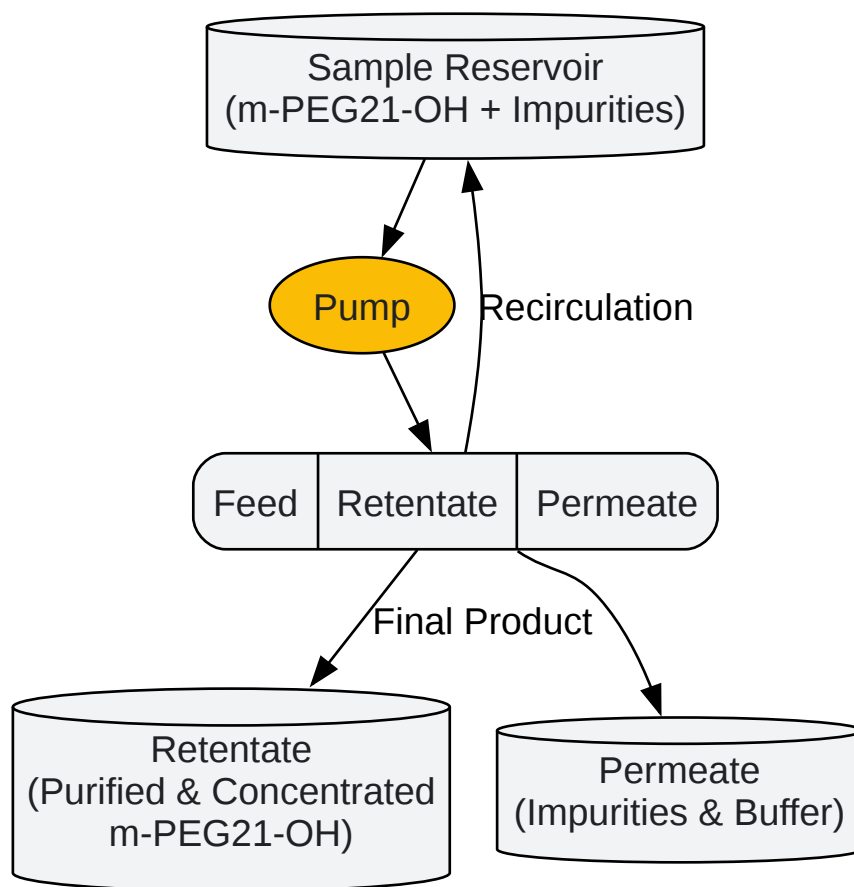 Sample Reservoir
(m-PEG21-OH + Impurities)
Pump
Recirculation
Feed
Retentate
Permeate
Final Product
Retentate
(Purified & Concentrated
m-PEG21-OH)
Permeate
(Impurities & Buffer)